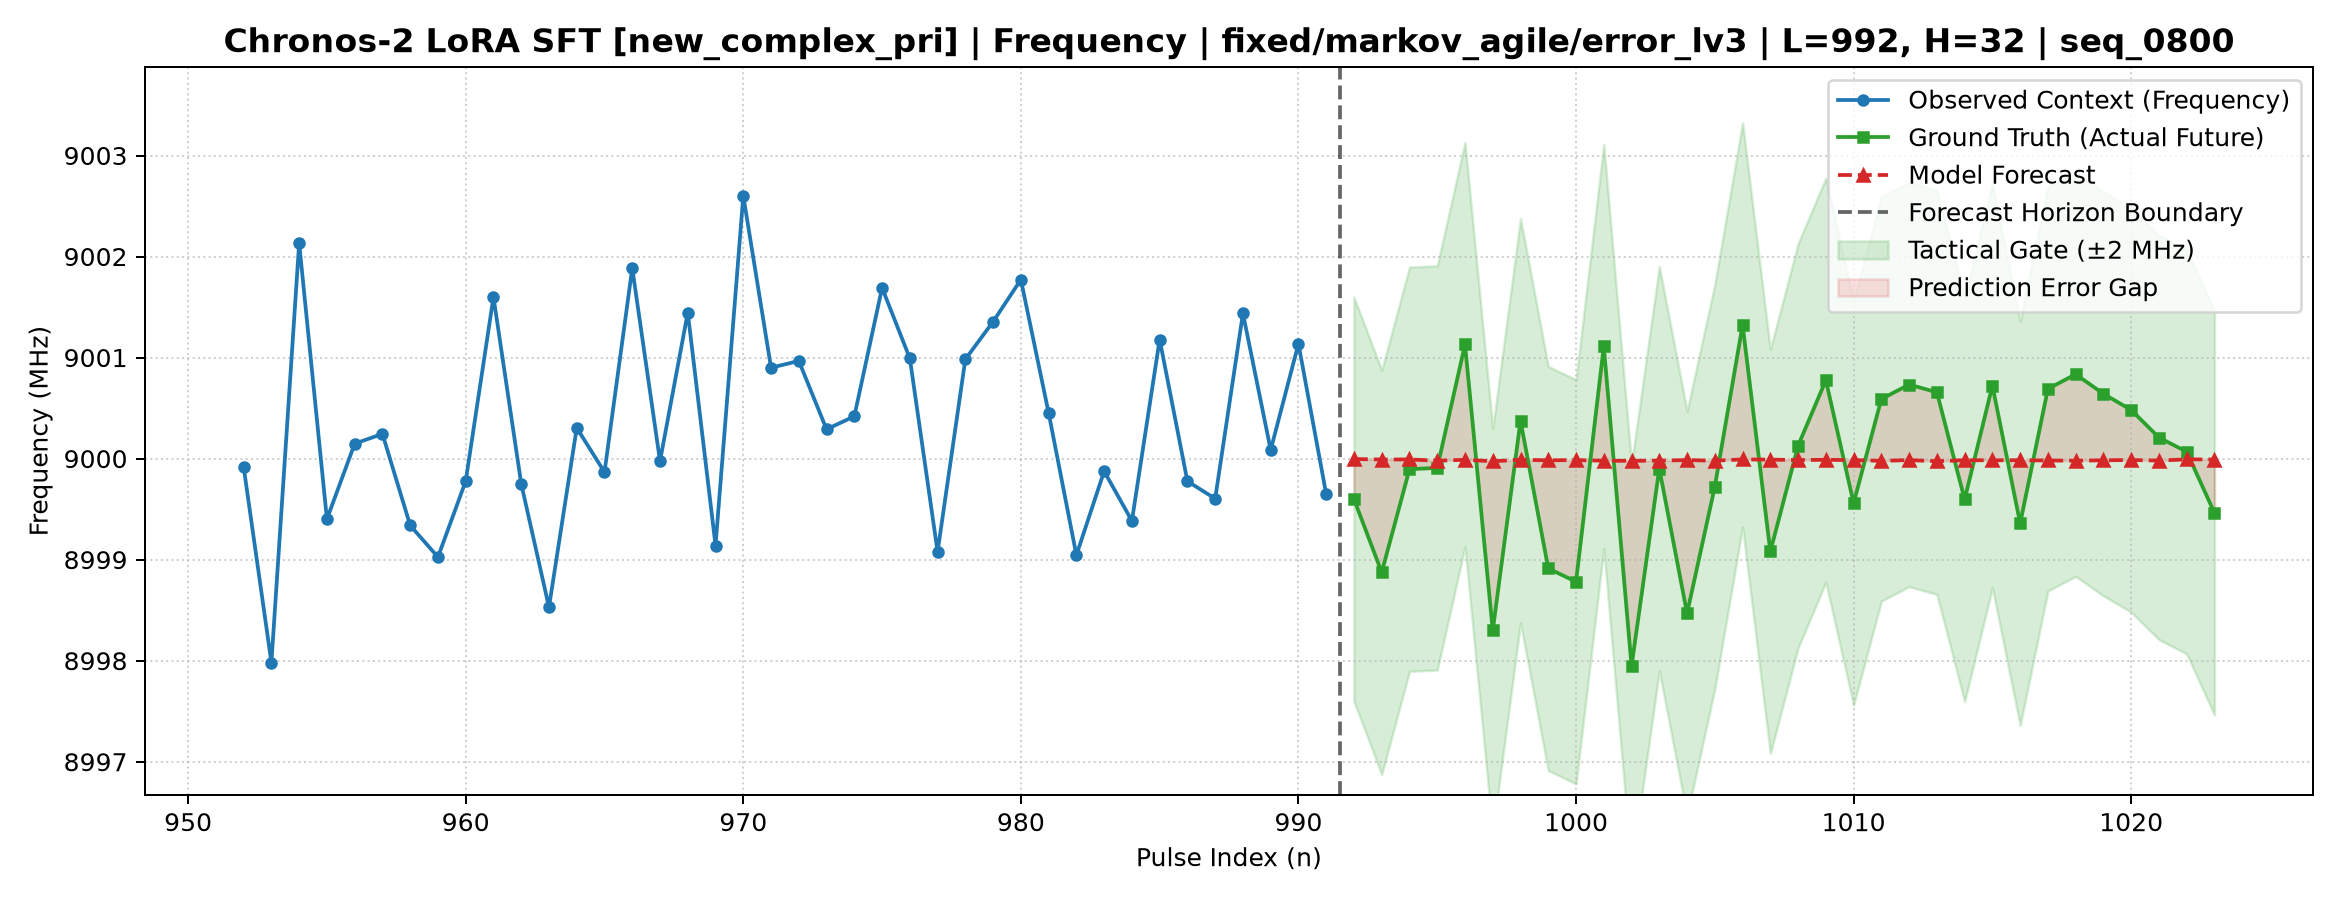 Chronos-2 LoRA SFT [new_complex_pri] | Frequency | fixed/markov_agile/error_lv3 | L=992, H=32 | seq_0800
Observed Context (Frequency)
Ground Truth (Actual Future)
Model Forecast
Forecast Horizon Boundary
Tactical Gate (±2 MHz)
Prediction Error Gap
Frequency (MHz)
9003
9002
9001
9000
8999
8998
8997
950 960 970 980 990 1000 1010 1020
Pulse Index (n)